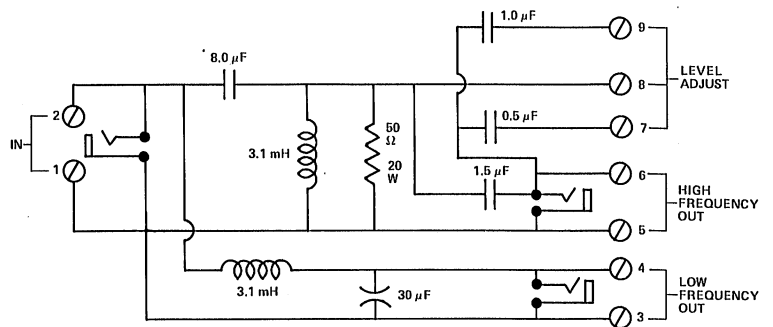 1.0 µF
9
8.0 µF
8
LEVEL
ADJUST
2
0.5 µF
7
IN
50
Ω
20
W
3.1 mH
1.5 µF
6
1
HIGH
FREQUENCY
OUT
5
4
3.1 mH
30 µF
LOW
FREQUENCY
OUT
3